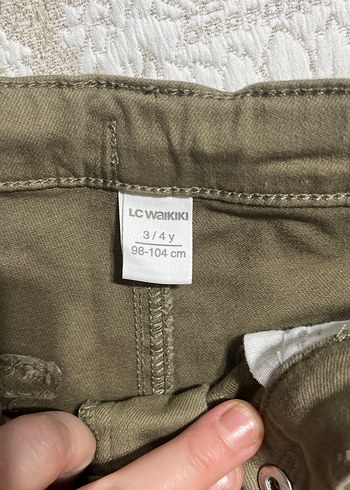 LC WAIKIKI
3 / 4 y
98-104 cm